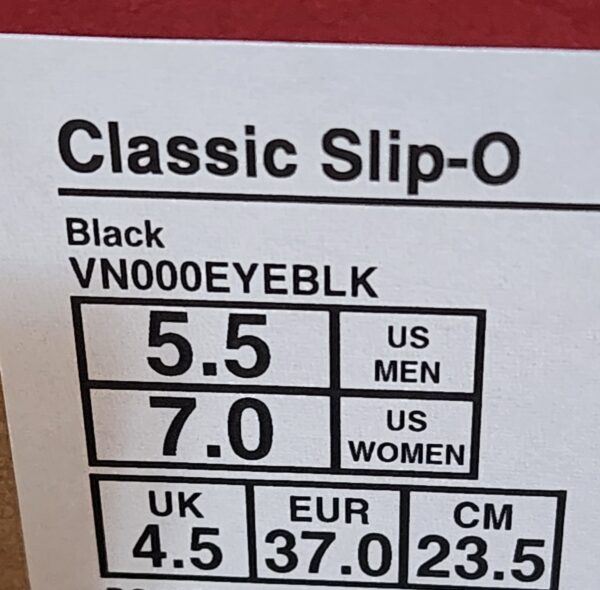 Classic Slip-O
Black
VN000EYEBLK
5.5 US MEN
7.0 US WOMEN
UK EUR CM
4.5 37.0 23.5